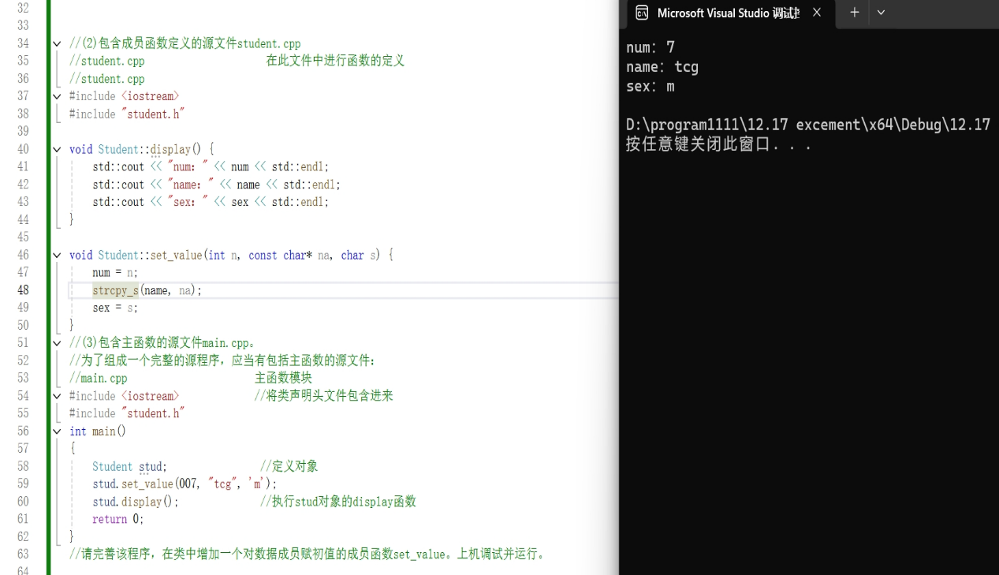 32
33
34 //(2)包含成员函数定义的源文件student.cpp
35 //student.cpp 在此文件中进行函数的定义
36 //student.cpp
37 #include <iostream>
38 #include "student.h"
39
40 void Student::display() {
41 std::cout << "num: " << num << std::endl;
42 std::cout << "name: " << name << std::endl;
43 std::cout << "sex: " << sex << std::endl;
44 }
45
46 void Student::set_value(int n, const char* na, char s) {
47 num = n;
48 strcpy_s(name, na);
49 sex = s;
50 }
51 //(3)包含主函数的源文件main.cpp。
52 //为了组成一个完整的源程序，应当有包括主函数的源文件：
53 //main.cpp 主函数模块
54 #include <iostream> //将类声明头文件包含进来
55 #include "student.h"
56 int main()
57 {
58 Student stud; //定义对象
59 stud.set_value(007, "tcg", 'm');
60 stud.display(); //执行stud对象的display函数
61 return 0;
62 }
63 //请完善该程序，在类中增加一个对数据成员赋初值的成员函数set_value。上机调试并运行。
64
Microsoft Visual Studio 调试
num: 7
name: tcg
sex: m
D:\program1111\12.17 excement\x64\Debug\12.17
按任意键关闭此窗口. . .